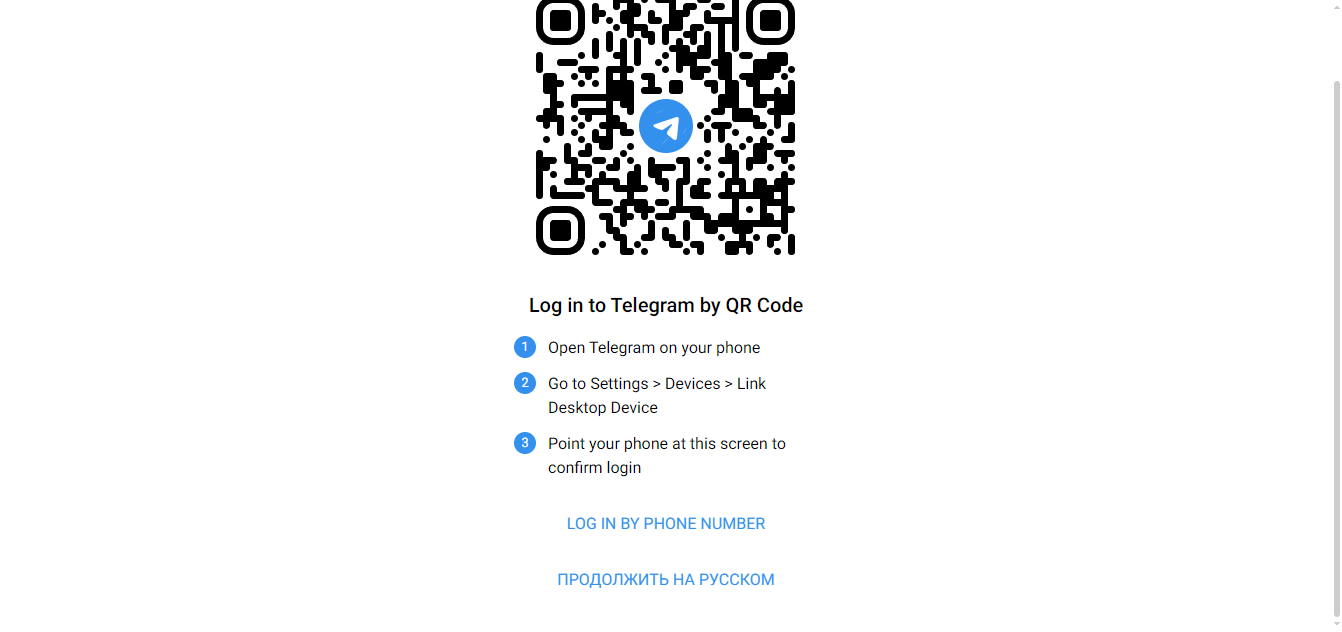 Log in to Telegram by QR Code
1 Open Telegram on your phone
2 Go to Settings > Devices > Link
Desktop Device
3 Point your phone at this screen to
confirm login
LOG IN BY PHONE NUMBER
ПРОДОЛЖИТЬ НА РУССКОМ